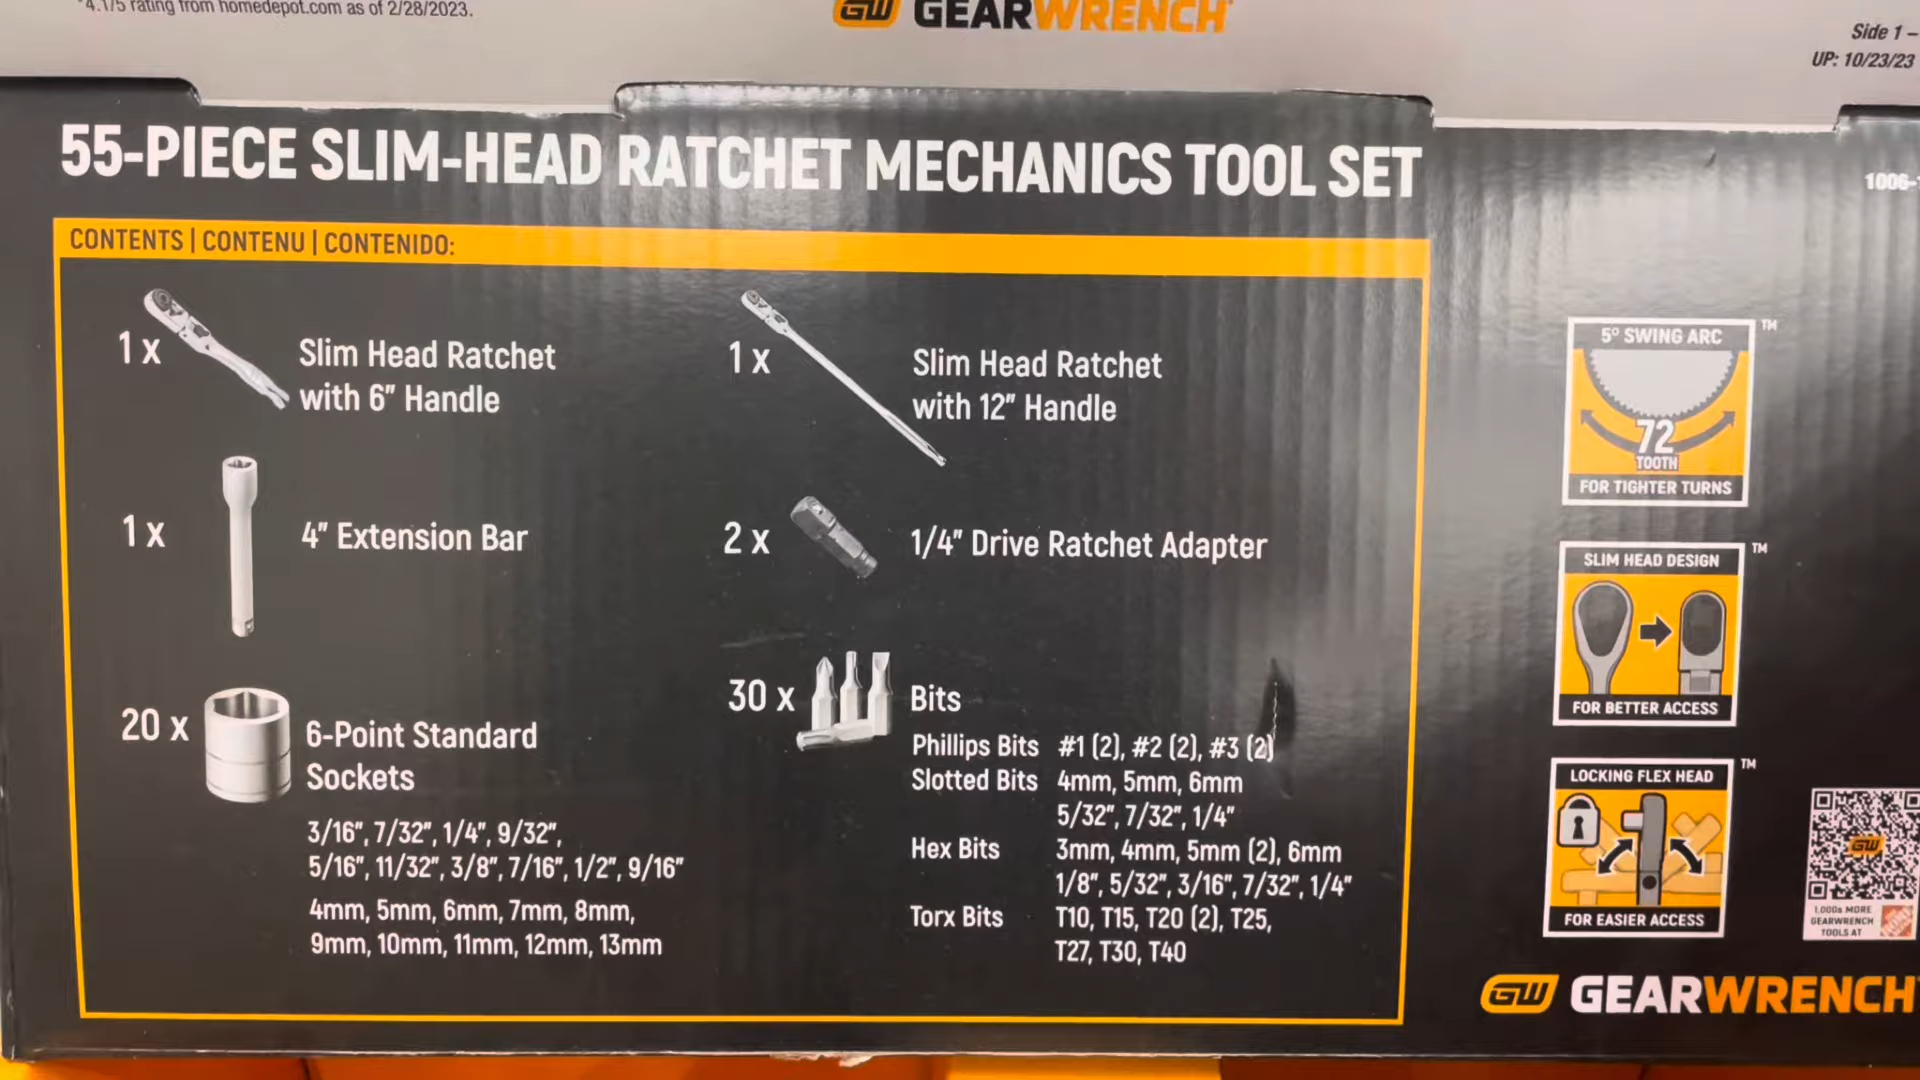 *4.1/5 rating from homedepot.com as of 2/28/2023.
GW GEARWRENCH
Side 1 –
UP: 10/23/23
55-PIECE SLIM-HEAD RATCHET MECHANICS TOOL SET
1006-
CONTENTS | CONTENU | CONTENIDO:
1 x
Slim Head Ratchet
with 6" Handle
1 x
Slim Head Ratchet
with 12" Handle
1 x
4" Extension Bar
2 x
1/4" Drive Ratchet Adapter
20 x
6-Point Standard
Sockets
3/16", 7/32", 1/4", 9/32",
5/16", 11/32", 3/8", 7/16", 1/2", 9/16"
4mm, 5mm, 6mm, 7mm, 8mm,
9mm, 10mm, 11mm, 12mm, 13mm
30 x
Bits
Phillips Bits #1 (2), #2 (2), #3 (2)
Slotted Bits 4mm, 5mm, 6mm
5/32", 7/32", 1/4"
Hex Bits 3mm, 4mm, 5mm (2), 6mm
1/8", 5/32", 3/16", 7/32", 1/4"
Torx Bits T10, T15, T20 (2), T25,
T27, T30, T40
5° SWING ARC TM
72
TOOTH
FOR TIGHTER TURNS
SLIM HEAD DESIGN TM
FOR BETTER ACCESS
LOCKING FLEX HEAD TM
FOR EASIER ACCESS
GW
1,000s MORE
GEARWRENCH
TOOLS AT
GW GEARWRENCH